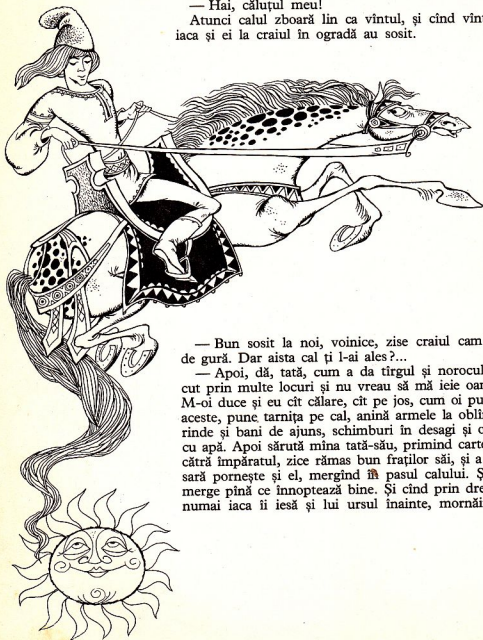 — Hai, căluțul meu!
Atunci calul zboară lin ca vîntul, și cînd vînt
iaca și ei la craiul în ogradă au sosit.
— Bun sosit la noi, voinice, zise craiul cam
de gură. Dar aista cal ți l-ai ales?...
— Apoi, dă, tată, cum a da tîrgul și norocul
cut prin multe locuri și nu vreau să mă ieie oam
M-oi duce și eu cît călare, cît pe jos, cum oi pu
aceste, pune tarnița pe cal, anină armele la oblî
rinde și bani de ajuns, schimburi în desagi și o
cu apă. Apoi sărută mîna tată-său, primind carte
cătră împăratul, zice rămas bun fraților săi, și a
sară pornește și el, mergînd în pasul calului. Ș
merge pînă ce înnoptează bine. Și cînd prin dre
numai iaca îi iesă și lui ursul înainte, mornăi